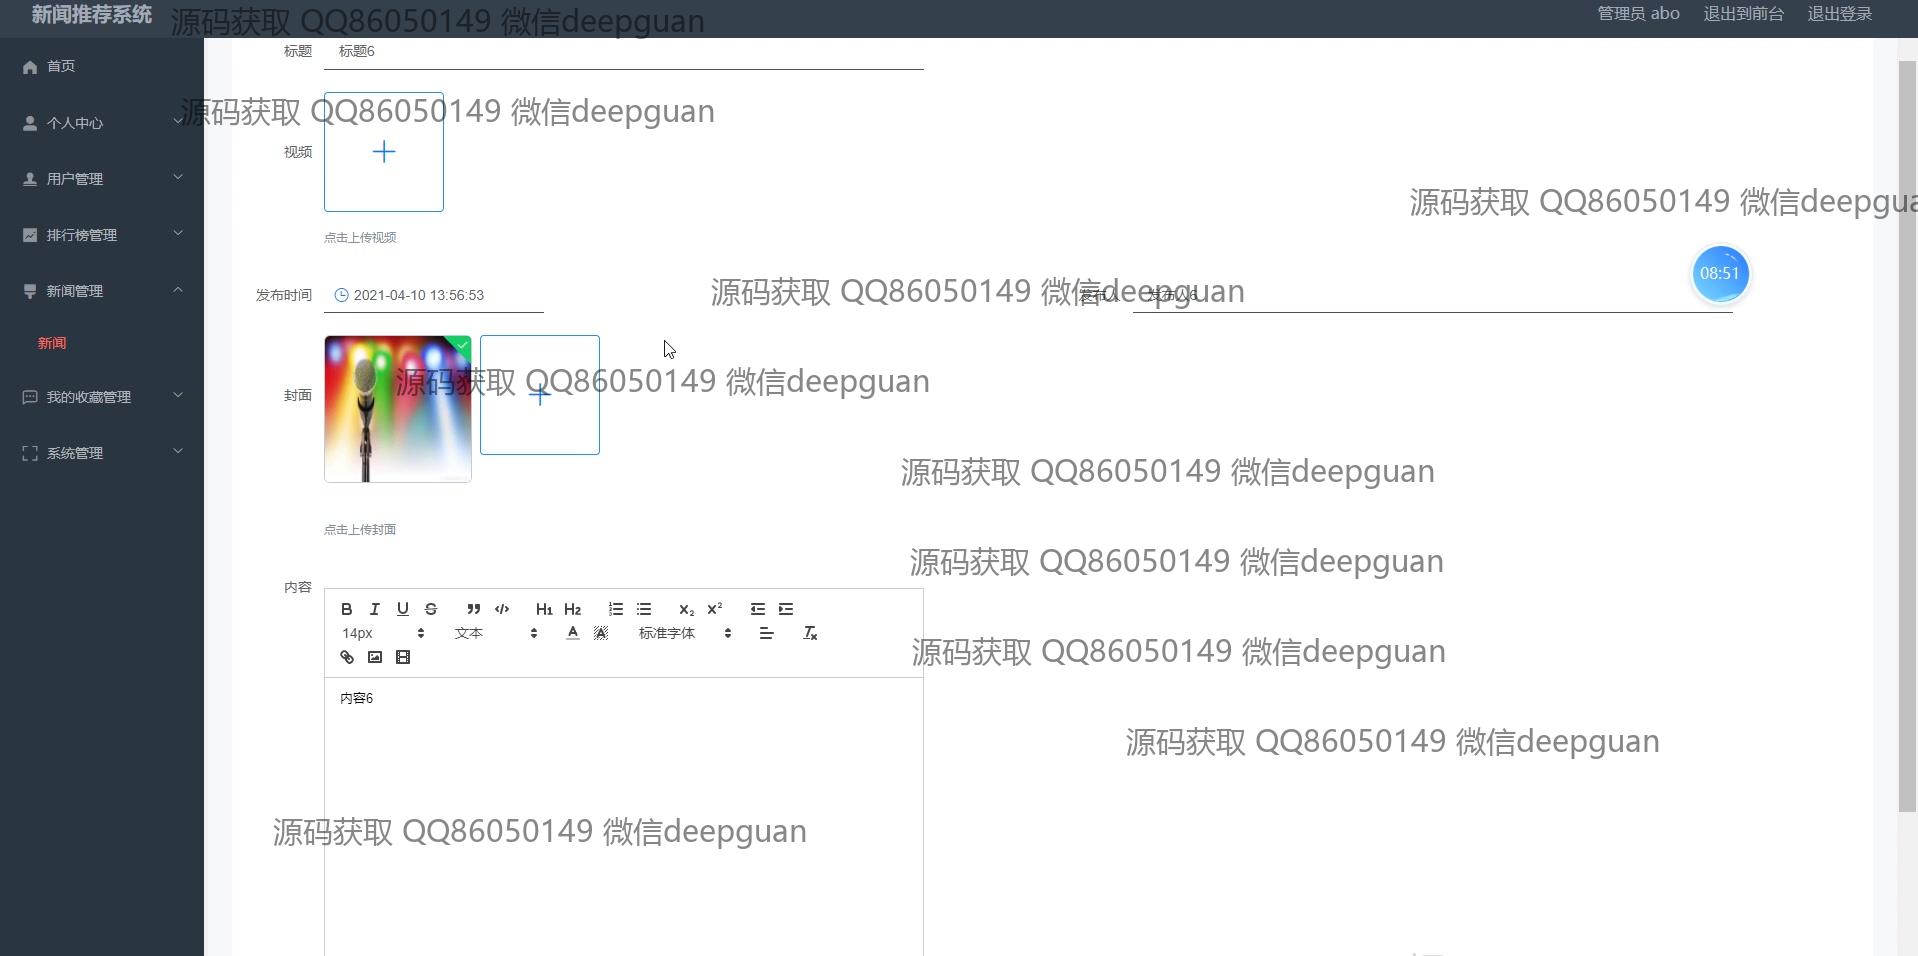 新闻推荐系统
源码获取 QQ86050149 微信deepguan
管理员 abo 退出到前台 退出登录
标题 标题6
首页
源码获取 QQ86050149 微信deepguan
个人中心
视频
用户管理
源码获取 QQ86050149 微信deepgua
点击上传视频
排行榜管理
08:51
新闻管理
发布时间 2021-04-10 13:56:53
源码获取 QQ86050149 微信deepguan
发布人 发布人6
新闻
源码获取 QQ86050149 微信deepguan
封面
我的收藏管理
系统管理
源码获取 QQ86050149 微信deepguan
点击上传封面
源码获取 QQ86050149 微信deepguan
内容
B I U S H1 H2 X2 X2
14px 文本 A A 标准字体 Tx
源码获取 QQ86050149 微信deepguan
内容6
源码获取 QQ86050149 微信deepguan
源码获取 QQ86050149 微信deepguan